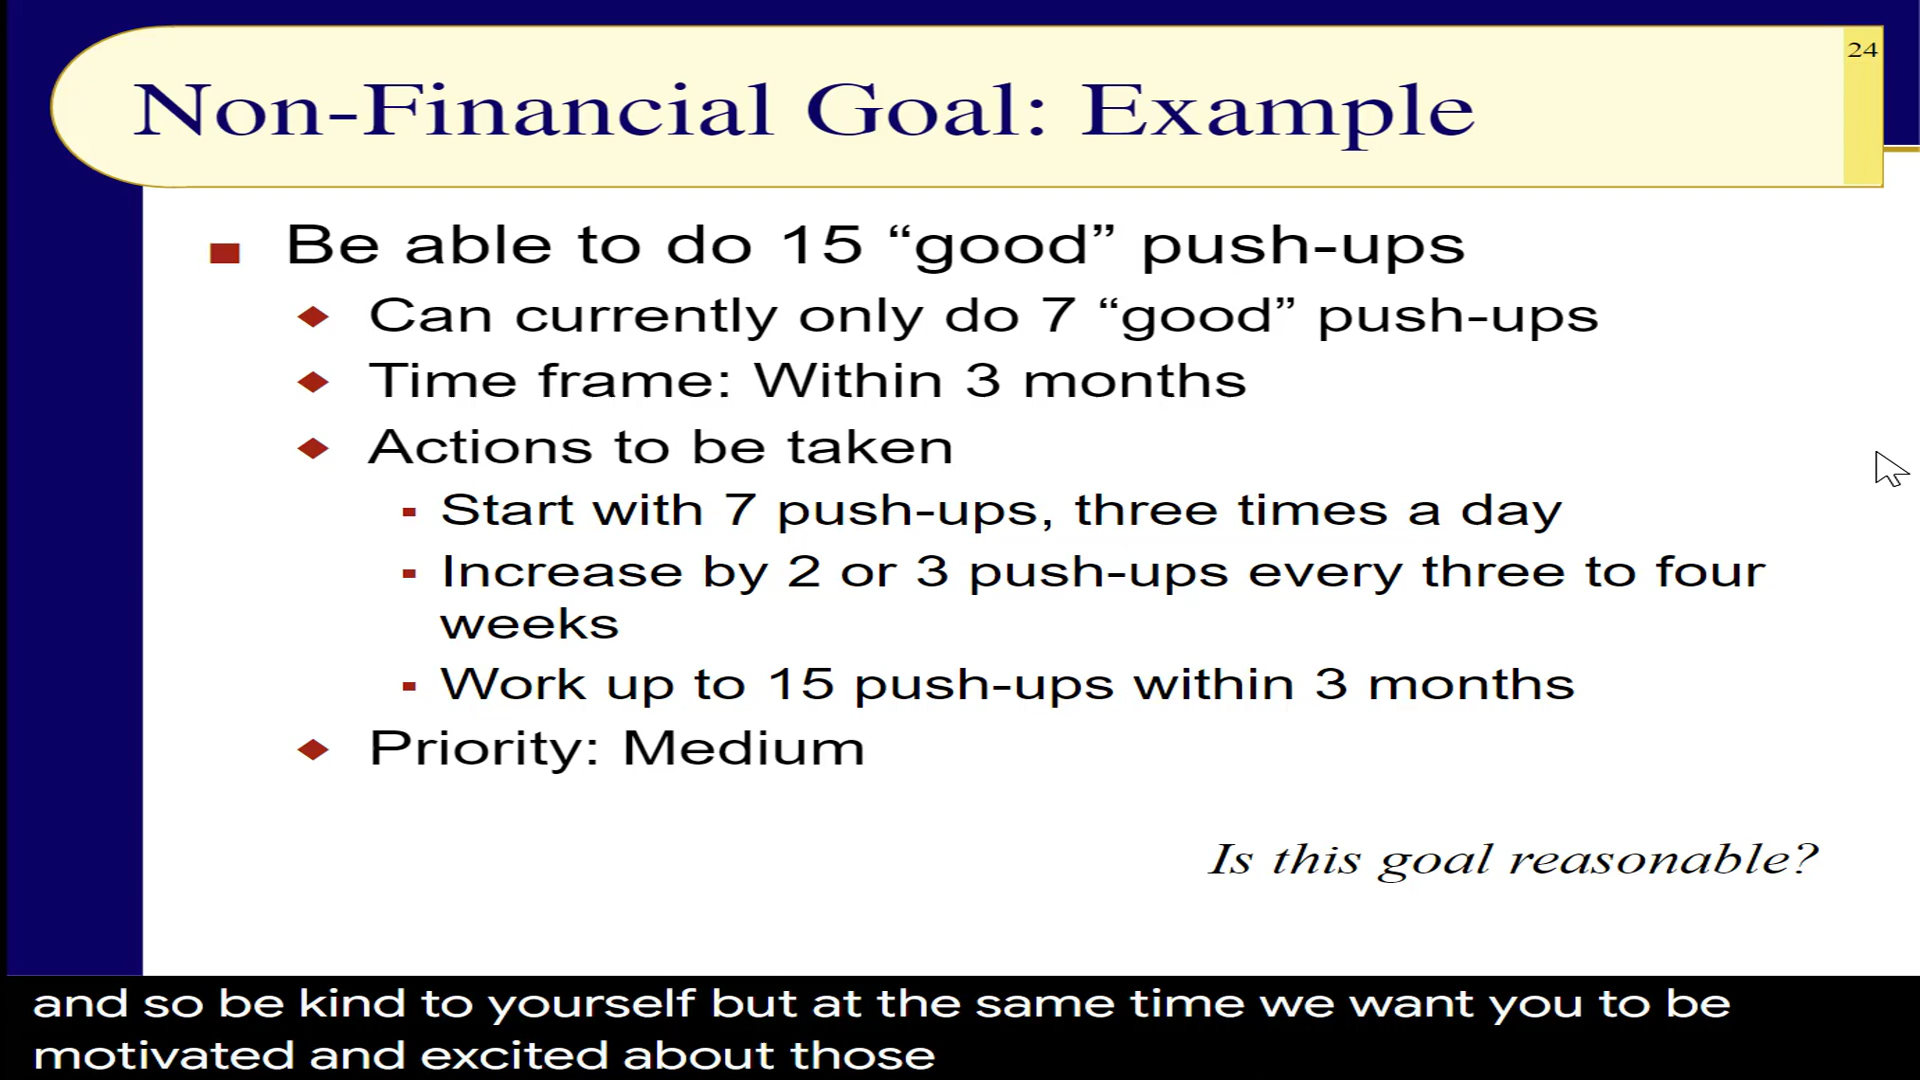 24
Non-Financial Goal: Example
Be able to do 15 “good” push-ups
Can currently only do 7 “good” push-ups
Time frame: Within 3 months
Actions to be taken
Start with 7 push-ups, three times a day
Increase by 2 or 3 push-ups every three to four
weeks
Work up to 15 push-ups within 3 months
Priority: Medium
Is this goal reasonable?
and so be kind to yourself but at the same time we want you to be
motivated and excited about those